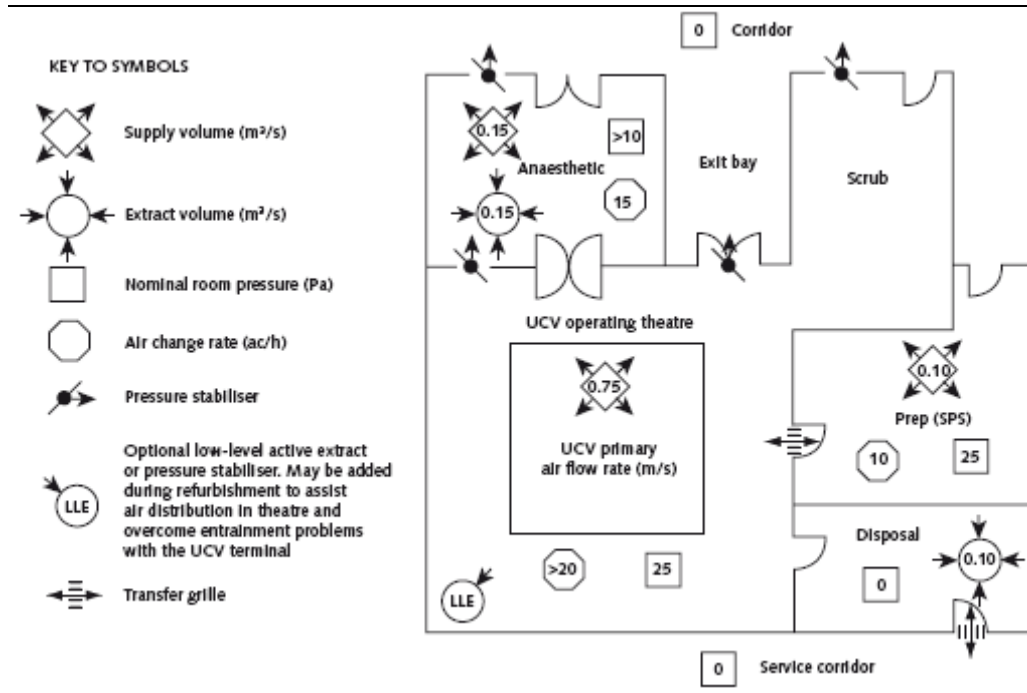 KEY TO SYMBOLS
Supply volume (m³/s)
Extract volume (m³/s)
Nominal room pressure (Pa)
Air change rate (ac/h)
Pressure stabiliser
LLE
Optional low-level active extract
or pressure stabiliser. May be added
during refurbishment to assist
air distribution in theatre and
overcome entrainment problems
with the UCV terminal
Transfer grille
0 Corridor
0.15
>10
Anaesthetic
15
0.15
Exit bay
Scrub
UCV operating theatre
0.75
UCV primary
air flow rate (m/s)
>20
25
LLE
0.10
Prep (SPS)
10
25
Disposal
0.10
0
0 Service corridor